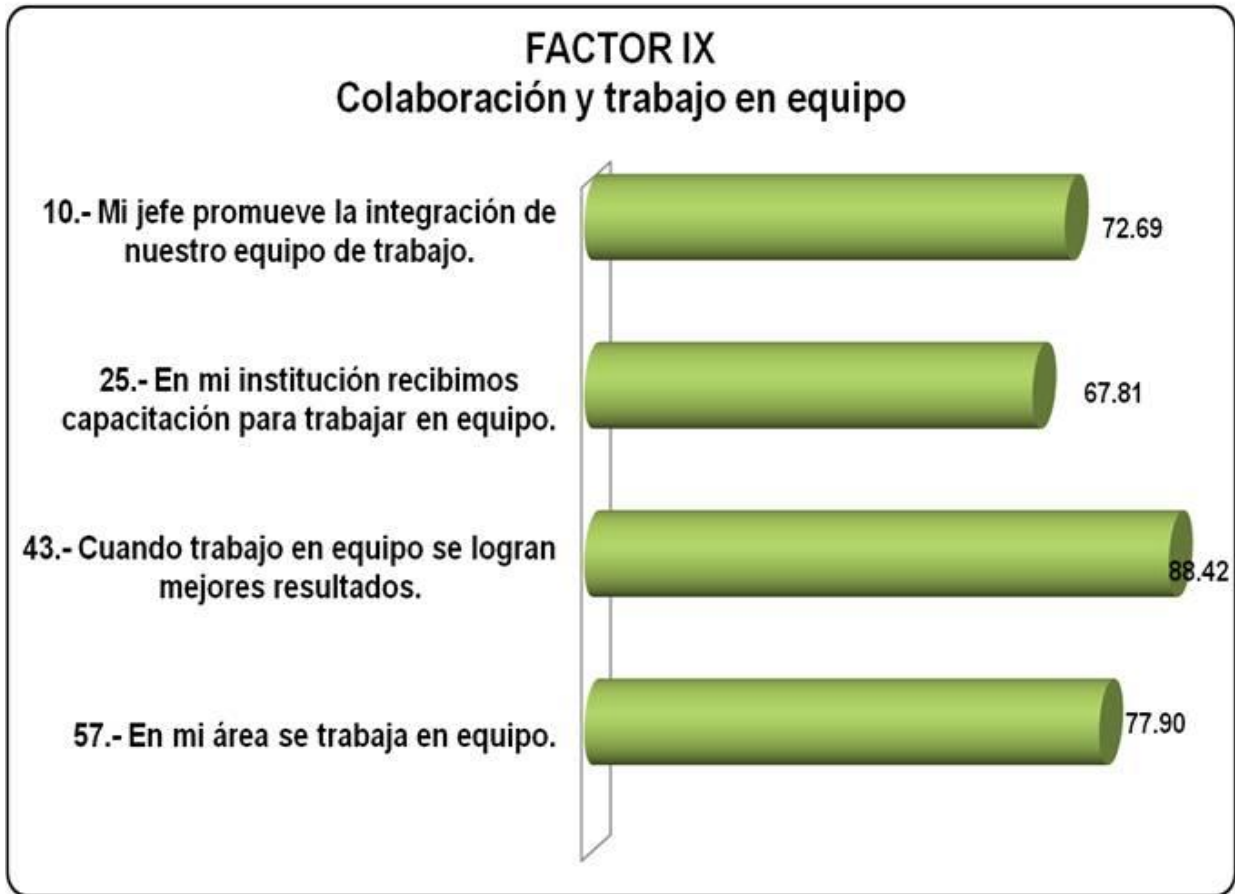 FACTOR IX
Colaboración y trabajo en equipo
10.- Mi jefe promueve la integración de
nuestro equipo de trabajo.
72.69
25.- En mi institución recibimos
capacitación para trabajar en equipo.
67.81
43.- Cuando trabajo en equipo se logran
mejores resultados.
88.42
57.- En mi área se trabaja en equipo.
77.90